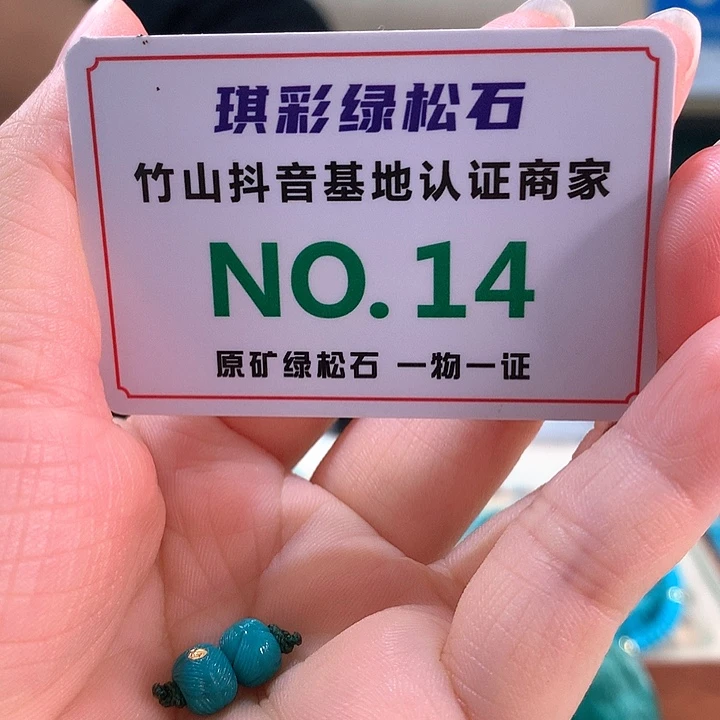 琪彩绿松石
竹山抖音基地认证商家
NO.14
原矿绿松石 一物一证